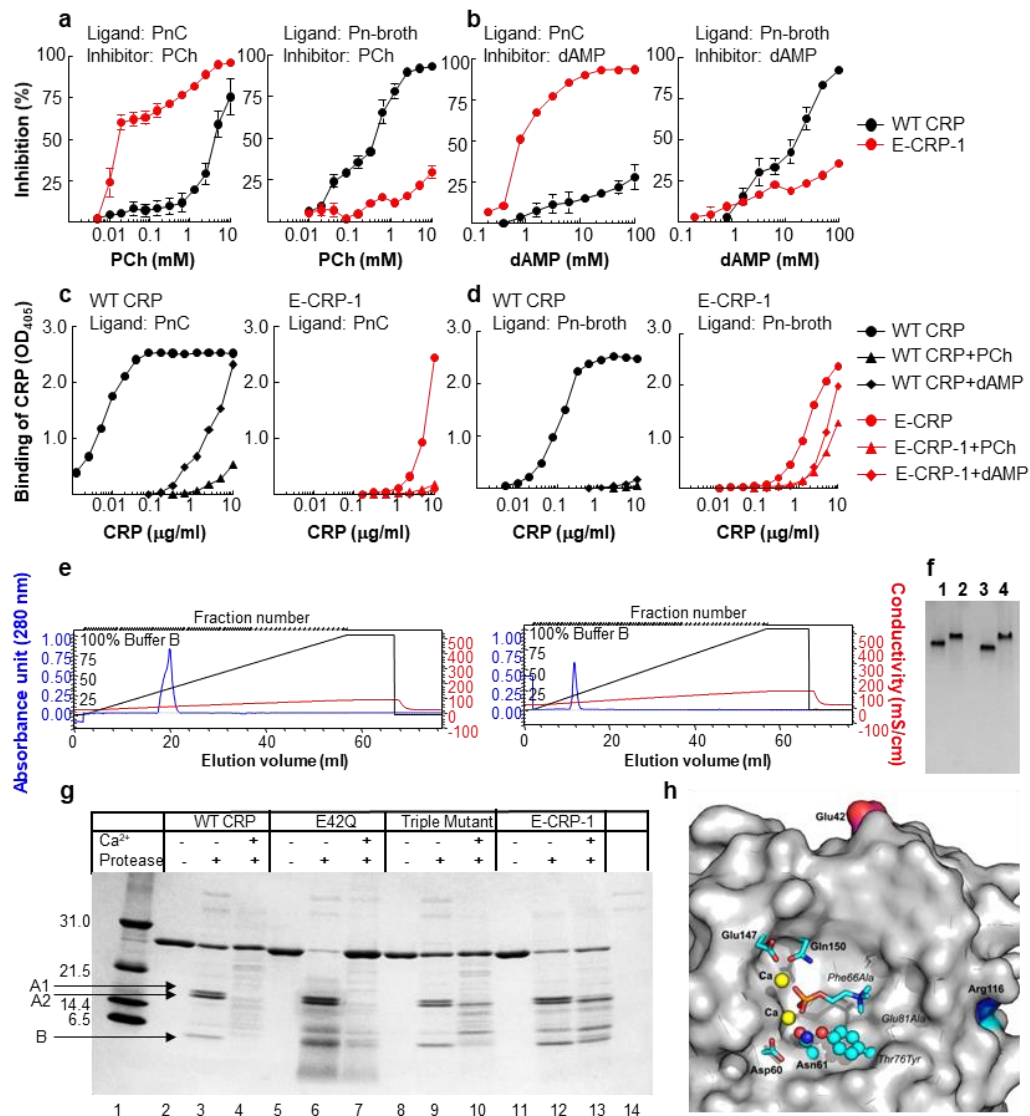 a
Ligand: PnC
Inhibitor: PCh
Ligand: Pn-broth
Inhibitor: PCh
b
Ligand: PnC
Inhibitor: dAMP
Ligand: Pn-broth
Inhibitor: dAMP
Inhibition (%)
100
75
50
25
100
75
50
25
100
75
50
25
100
75
50
25
WT CRP
E-CRP-1
0.01 0.1 1 10
0.01 0.1 1 10
0.1 1 10 100
0.1 1 10 100
PCh (mM)
PCh (mM)
dAMP (mM)
dAMP (mM)
c
WT CRP
Ligand: PnC
E-CRP-1
Ligand: PnC
d
WT CRP
Ligand: Pn-broth
E-CRP-1
Ligand: Pn-broth
Binding of CRP (OD405)
3.0
2.0
1.0
3.0
2.0
1.0
3.0
2.0
1.0
3.0
2.0
1.0
WT CRP
WT CRP+PCh
WT CRP+dAMP
E-CRP
E-CRP-1+PCh
E-CRP-1+dAMP
0.01 0.1 1 10
0.01 0.1 1 10
0.01 0.1 1 10
0.01 0.1 1 10
CRP (μg/ml)
CRP (μg/ml)
CRP (μg/ml)
CRP (μg/ml)
e
Absorbance unit (280 nm)
Fraction number
100% Buffer B
1.00
0.75
0.50
0.25
0.00
75
50
25
500
400
300
200
100
0
-100
0 20 40 60
Elution volume (ml)
Fraction number
100% Buffer B
1.00
0.75
0.50
0.25
0.00
75
50
25
500
400
300
200
100
0
-100
0 20 40 60
Elution volume (ml)
Conductivity (mS/cm)
f
1 2 3 4
g
WT CRP E42Q Triple Mutant E-CRP-1
Ca²⁺ - - + - - + - - + - - +
Protease - + + - + + - + + - + +
31.0
21.5
A1
A2
14.4
6.5
B
1 2 3 4 5 6 7 8 9 10 11 12 13 14
h
Glu42
Glu147
Gln150
Ca
Phe66Ala
Arg116
Ca
Glu81Ala
Asp60
Asn61
Thr76Tyr